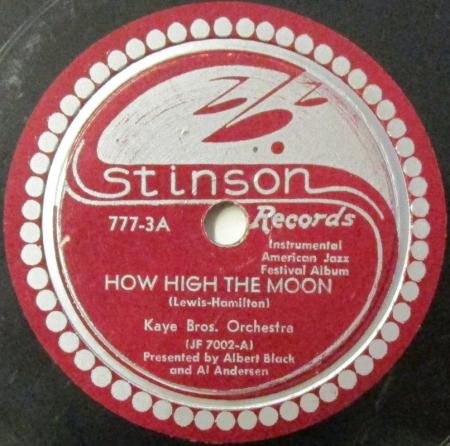 Stinson
Records
777-3A
Instrumental
American Jazz
Festival Album
HOW HIGH THE MOON
(Lewis-Hamilton)
Kaye Bros. Orchestra
(JF 7002-A)
Presented by Albert Black
and Al Andersen